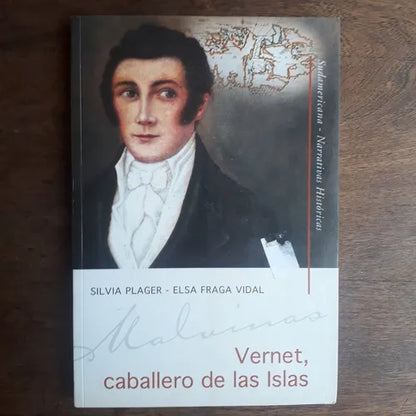 Sudamericana - Narrativas Históricas
SILVIA PLAGER - ELSA FRAGA VIDAL
Malvinas
Vernet,
caballero de las Islas